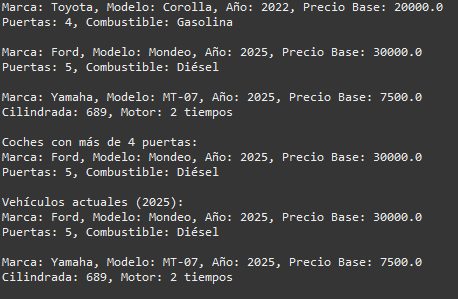 Marca: Toyota, Modelo: Corolla, Año: 2022, Precio Base: 20000.0
Puertas: 4, Combustible: Gasolina
Marca: Ford, Modelo: Mondeo, Año: 2025, Precio Base: 30000.0
Puertas: 5, Combustible: Diésel
Marca: Yamaha, Modelo: MT-07, Año: 2025, Precio Base: 7500.0
Cilindrada: 689, Motor: 2 tiempos
Coches con más de 4 puertas:
Marca: Ford, Modelo: Mondeo, Año: 2025, Precio Base: 30000.0
Puertas: 5, Combustible: Diésel
Vehículos actuales (2025):
Marca: Ford, Modelo: Mondeo, Año: 2025, Precio Base: 30000.0
Puertas: 5, Combustible: Diésel
Marca: Yamaha, Modelo: MT-07, Año: 2025, Precio Base: 7500.0
Cilindrada: 689, Motor: 2 tiempos